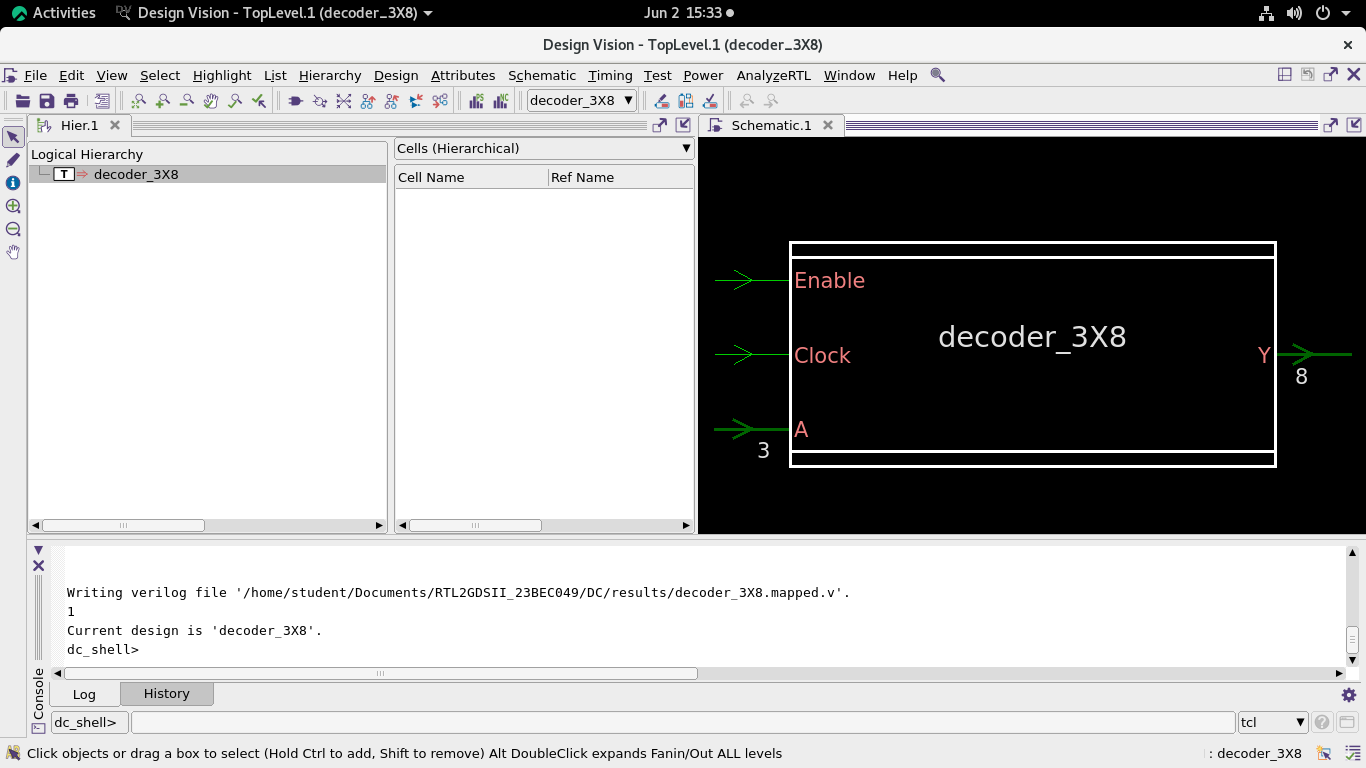 Activities
Design Vision - TopLevel.1 (decoder_3X8)
Jun 2 15:33
Design Vision - TopLevel.1 (decoder_3X8)
File Edit View Select Highlight List Hierarchy Design Attributes Schematic Timing Test Power AnalyzeRTL Window Help
decoder_3X8
Hier.1
Schematic.1
Logical Hierarchy
T decoder_3X8
Cells (Hierarchical)
Cell Name Ref Name
Enable
decoder_3X8
Clock
Y
8
A
3
Writing verilog file '/home/student/Documents/RTL2GDSII_23BEC049/DC/results/decoder_3X8.mapped.v'.
1
Current design is 'decoder_3X8'.
dc_shell>
Console
Log History
dc_shell>
tcl
Click objects or drag a box to select (Hold Ctrl to add, Shift to remove) Alt DoubleClick expands Fanin/Out ALL levels
: decoder_3X8